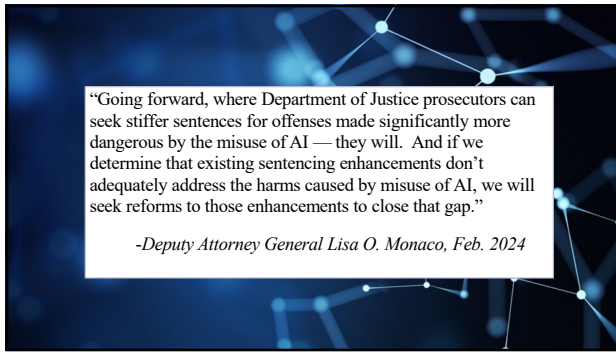 “Going forward, where Department of Justice prosecutors can
seek stiffer sentences for offenses made significantly more
dangerous by the misuse of AI — they will.  And if we
determine that existing sentencing enhancements don’t
adequately address the harms caused by misuse of AI, we will
seek reforms to those enhancements to close that gap.”
-Deputy Attorney General Lisa O. Monaco, Feb. 2024